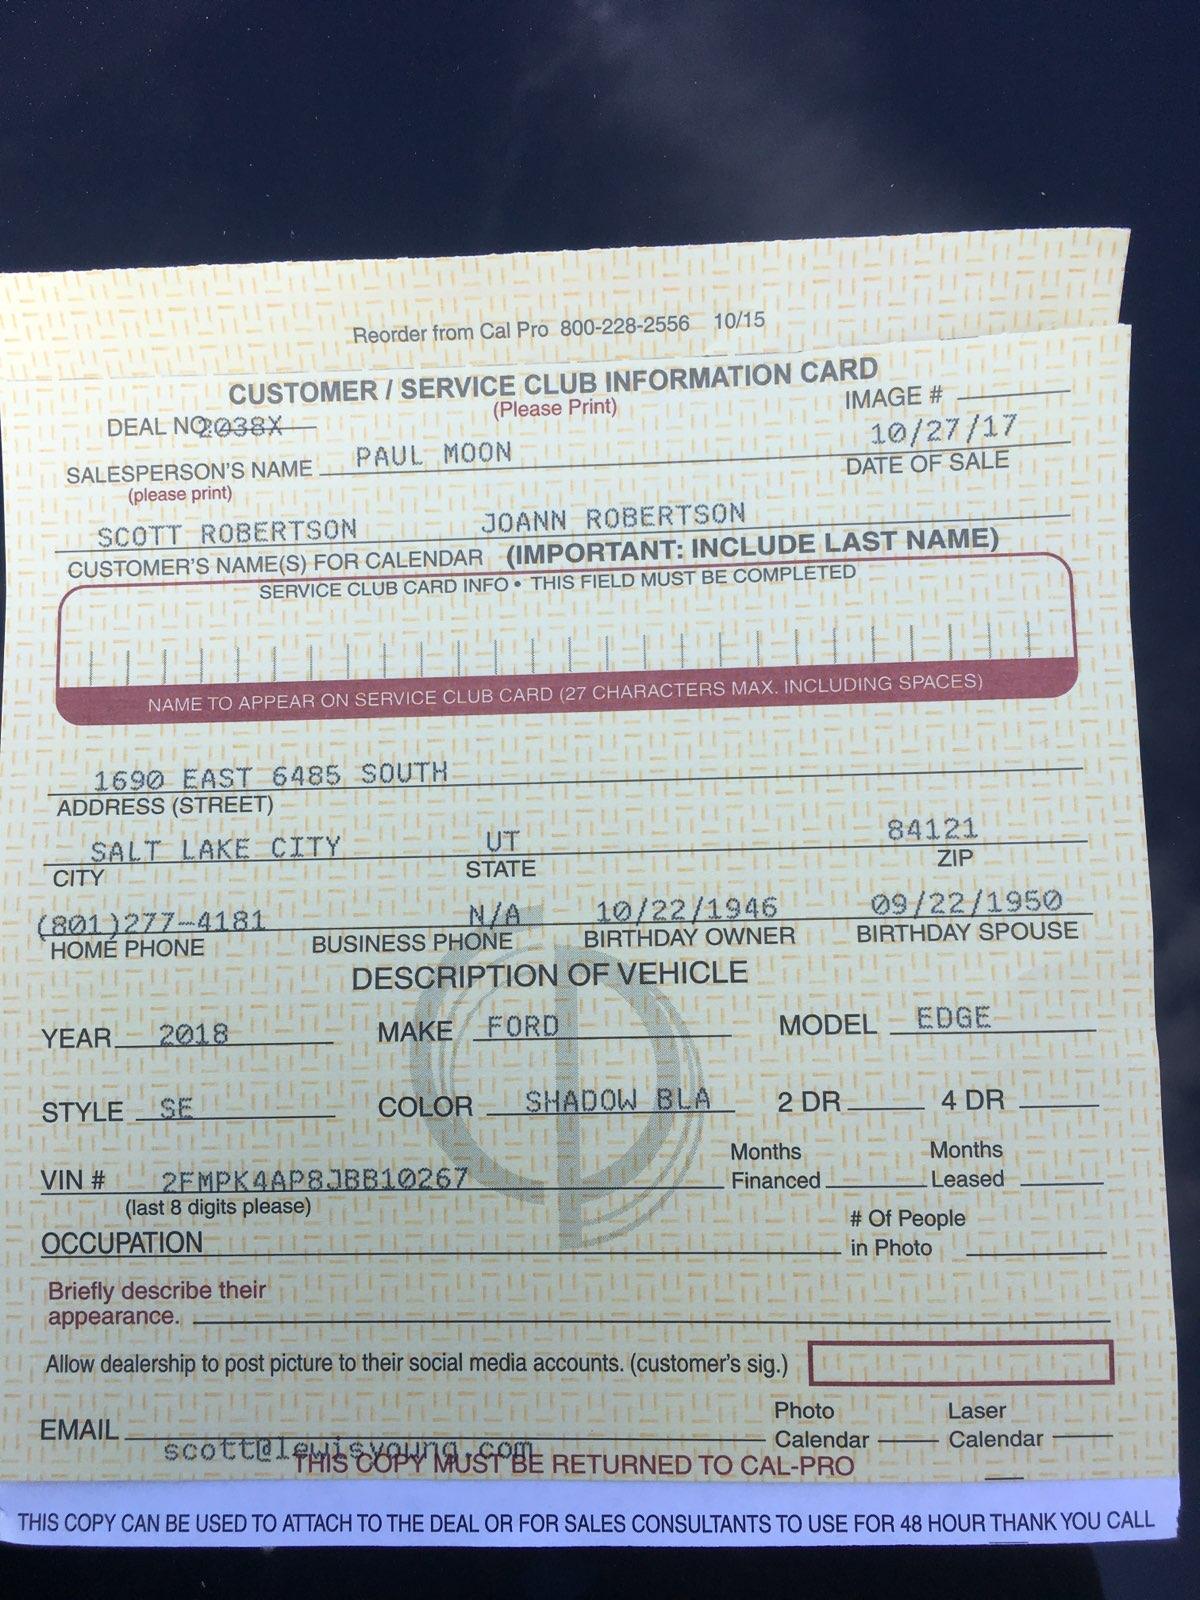 Reorder from Cal Pro 800-228-2556 10/15
CUSTOMER / SERVICE CLUB INFORMATION CARD
(Please Print)
IMAGE #
DEAL NO. 2038X
10/27/17
SALESPERSON'S NAME PAUL MOON
DATE OF SALE
(please print)
SCOTT ROBERTSON JOANN ROBERTSON
CUSTOMER'S NAME(S) FOR CALENDAR (IMPORTANT: INCLUDE LAST NAME)
SERVICE CLUB CARD INFO • THIS FIELD MUST BE COMPLETED
NAME TO APPEAR ON SERVICE CLUB CARD (27 CHARACTERS MAX. INCLUDING SPACES)
1690 EAST 6485 SOUTH
ADDRESS (STREET)
SALT LAKE CITY UT 84121
CITY STATE ZIP
(801)277-4181 N/A 10/22/1946 09/22/1950
HOME PHONE BUSINESS PHONE BIRTHDAY OWNER BIRTHDAY SPOUSE
DESCRIPTION OF VEHICLE
YEAR 2018 MAKE FORD MODEL EDGE
STYLE SE COLOR SHADOW BLA 2 DR 4 DR
VIN # 2FMPK4AP8JBB10267 Months Financed Months Leased
(last 8 digits please)
OCCUPATION # Of People in Photo
Briefly describe their
appearance.
Allow dealership to post picture to their social media accounts. (customer's sig.)
EMAIL Photo Calendar Laser Calendar
scott@lewisyoung.com
THIS COPY MUST BE RETURNED TO CAL-PRO
THIS COPY CAN BE USED TO ATTACH TO THE DEAL OR FOR SALES CONSULTANTS TO USE FOR 48 HOUR THANK YOU CALL